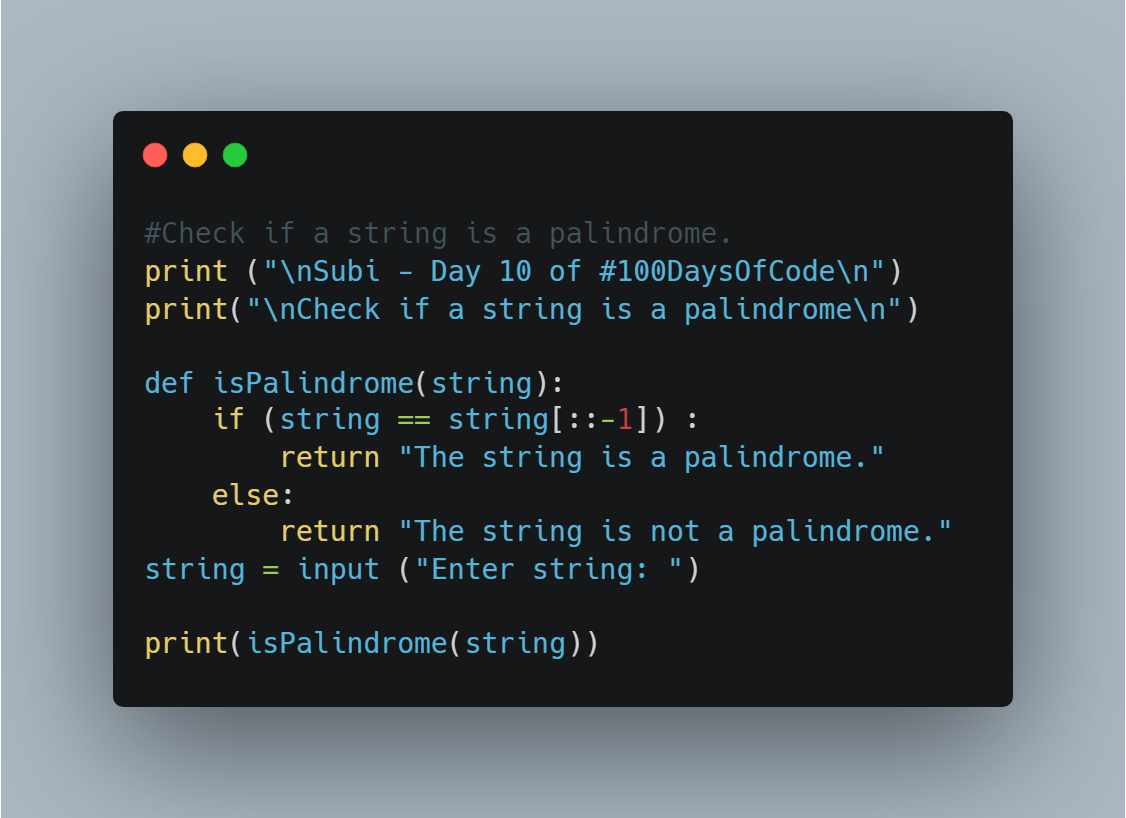 #Check if a string is a palindrome.
print ("\nSubi - Day 10 of #100DaysOfCode\n")
print("\nCheck if a string is a palindrome\n")

def isPalindrome(string):
    if (string == string[::-1]) :
        return "The string is a palindrome."
    else:
        return "The string is not a palindrome."
string = input ("Enter string: ")

print(isPalindrome(string))